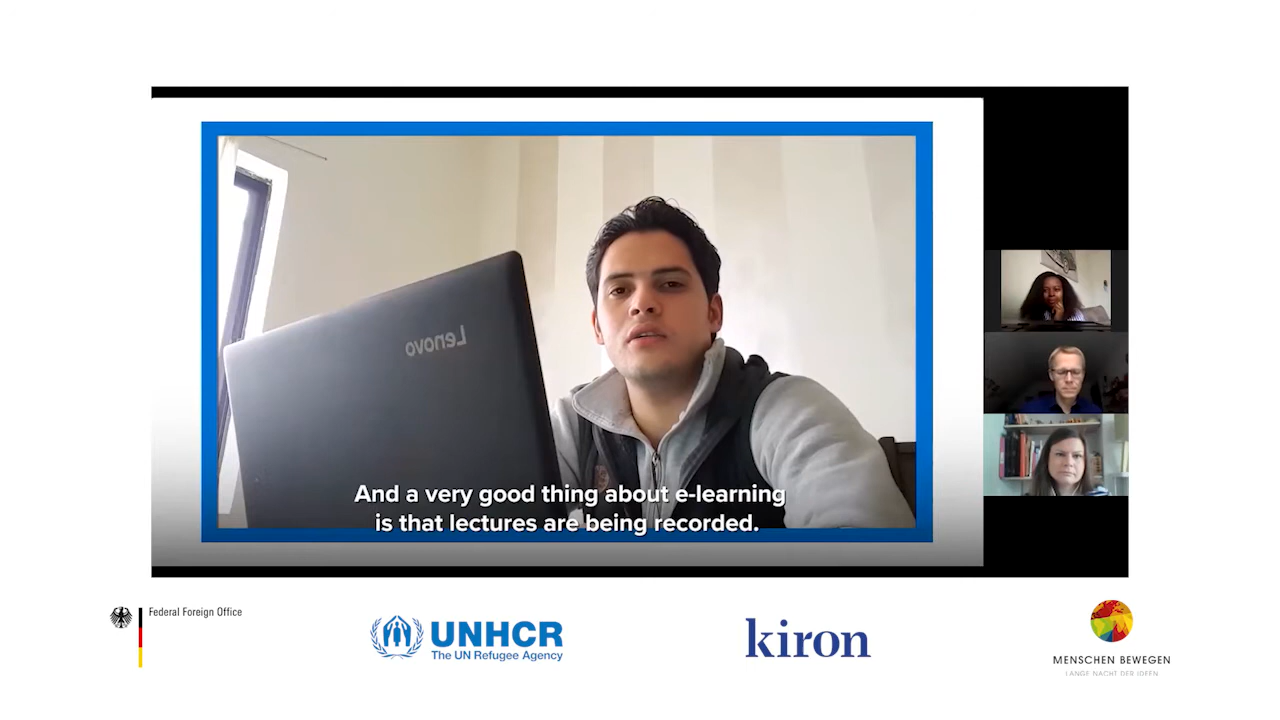 Lenovo
And a very good thing about e-learning
is that lectures are being recorded.
Federal Foreign Office
UNHCR
The UN Refugee Agency
kiron
MENSCHEN BEWEGEN
LANGE NACHT DER IDEEN